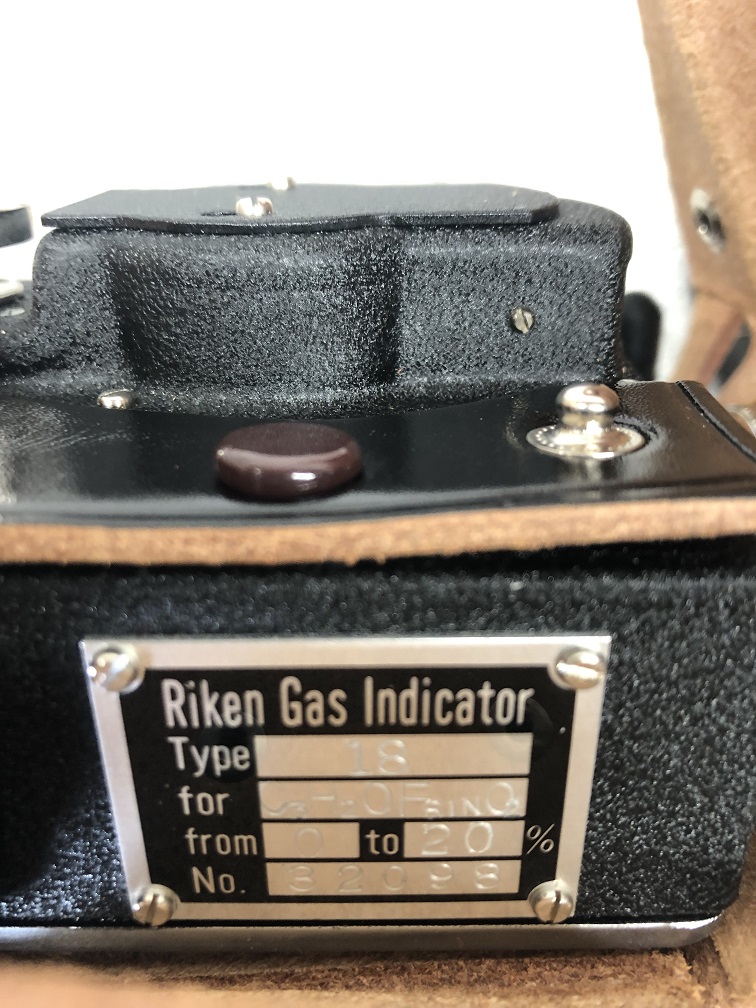 Riken Gas Indicator
Type 18
for
from 0 to 20 %
No. 32098